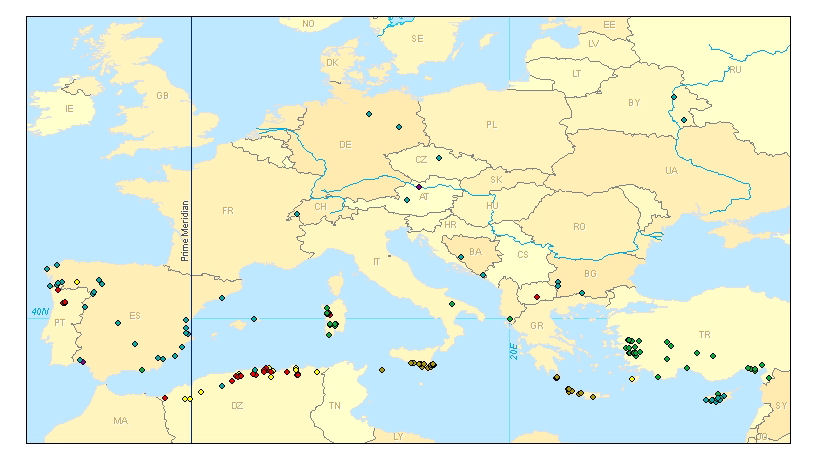 NO
EE
SE
LV
DK
RU
LT
IE
GB
BY
PL
DE
CZ
UA
SK
AT
FR
CH
HU
Prime Meridian
HR
RO
BA
CS
IT
BG
40N
ES
PT
GR
TR
20E
DZ
TN
SY
MA
LY
JO